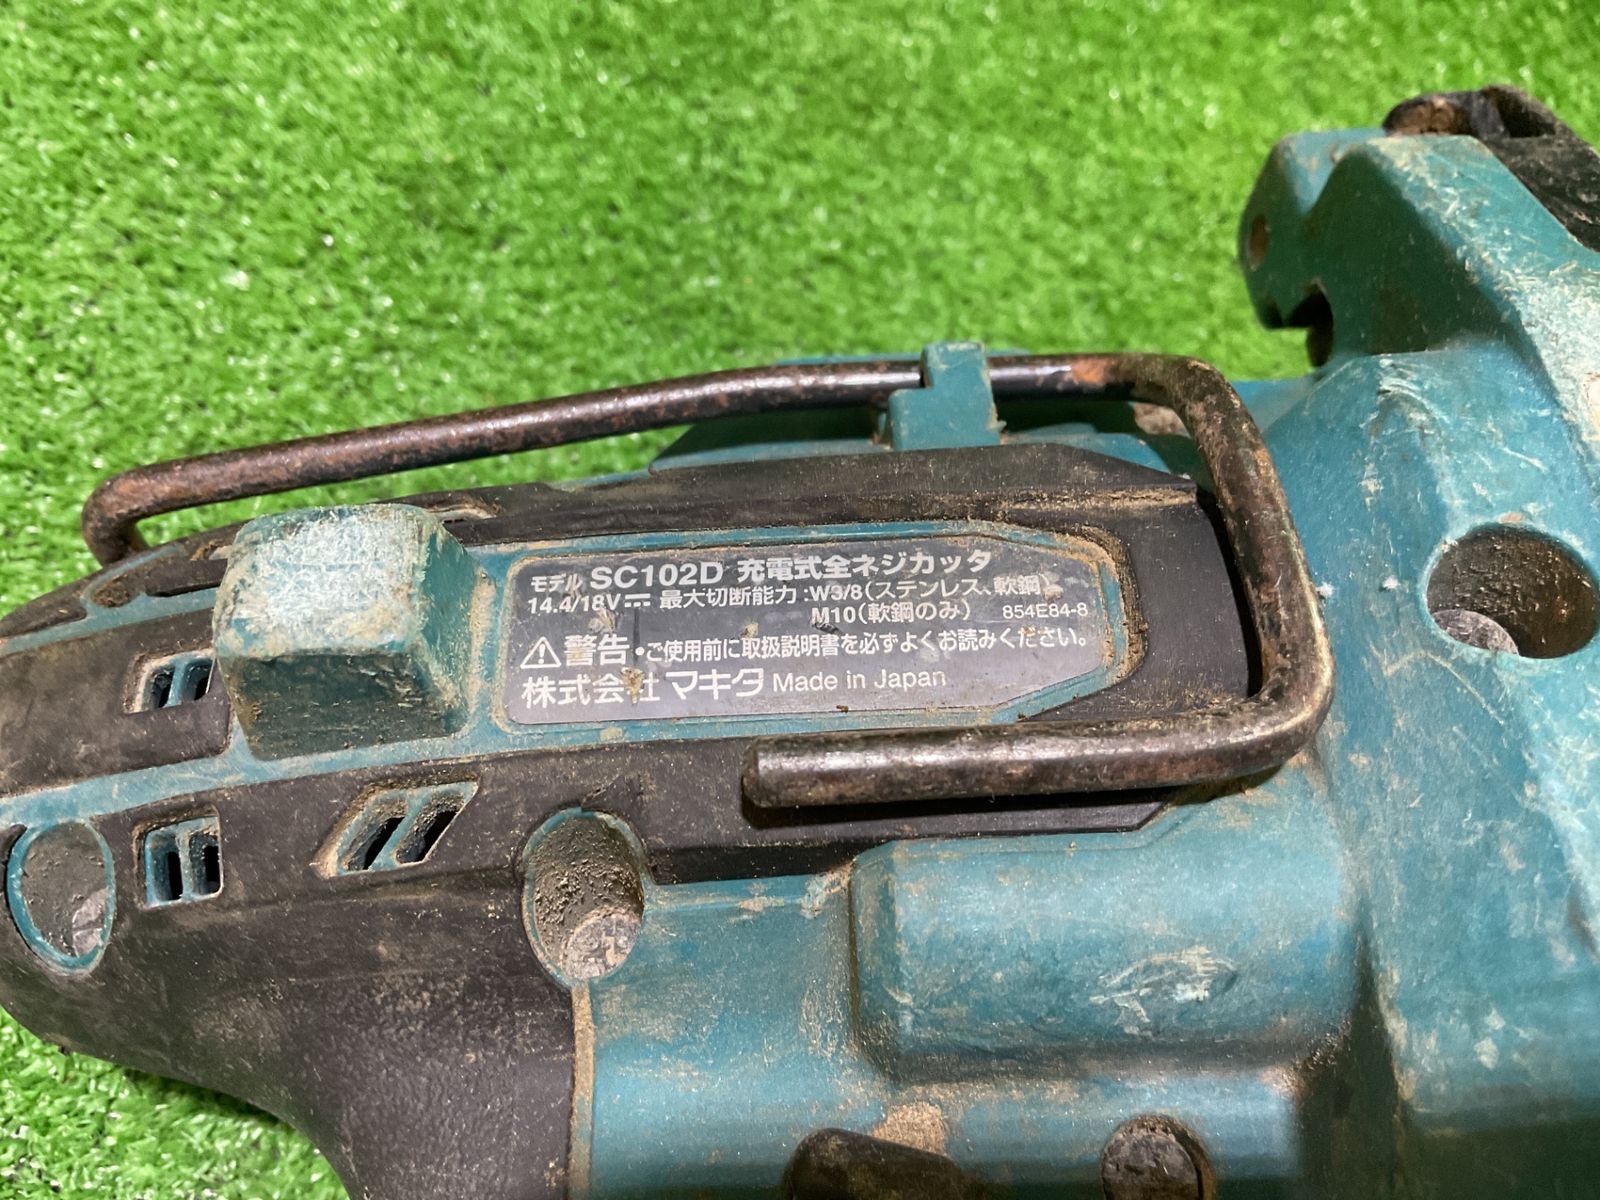 モデル SC102D 充電式全ネジカッタ
14.4/18V⎓ 最大切断能力:W3/8(ステンレス、軟鋼)
M10(軟鋼のみ) 854E84-8
⚠警告・ご使用前に取扱説明書を必ずよくお読みください。
株式会社マキタ Made in Japan